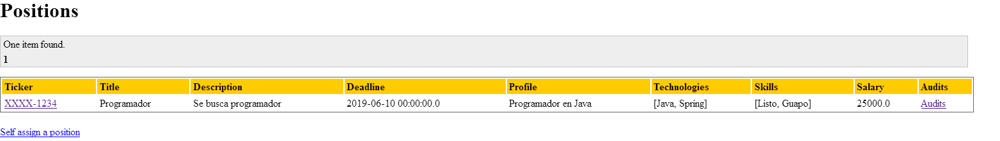 Positions
One item found.
1
Ticker Title Description Deadline Profile Technologies Skills Salary Audits
XXXX-1234 Programador Se busca programador 2019-06-10 00:00:00.0 Programador en Java [Java, Spring] [Listo, Guapo] 25000.0 Audits
Self assign a position